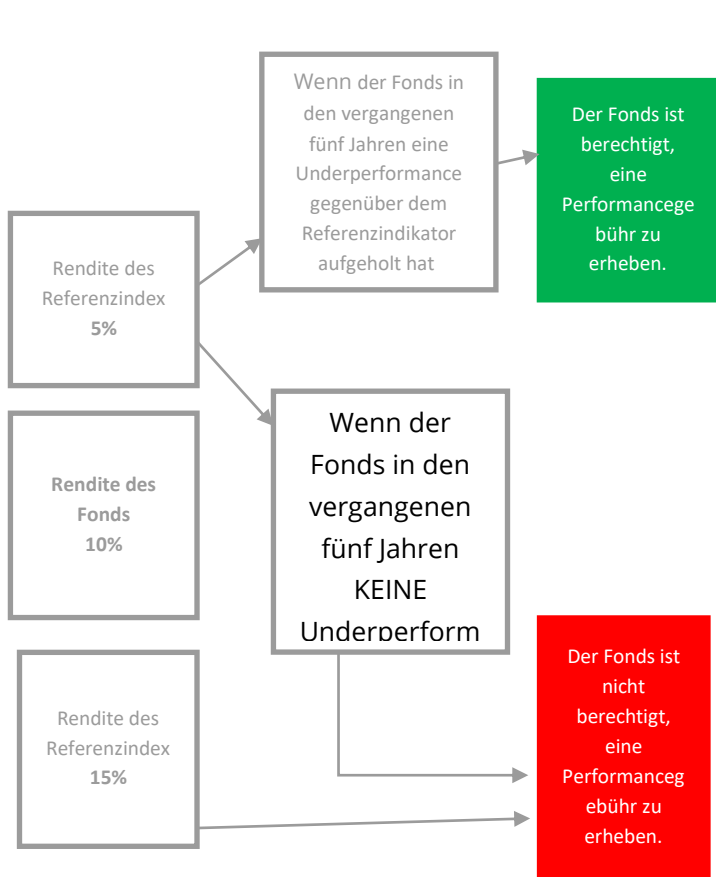 Wenn der Fonds in
den vergangenen
fünf Jahren eine
Underperformance
gegenüber dem
Referenzindikator
aufgeholt hat
Der Fonds ist
berechtigt,
eine
Performancege
bühr zu
erheben.
Rendite des
Referenzindex
5%
Wenn der
Fonds in den
vergangenen
fünf Jahren
KEINE
Underperform
Rendite des
Fonds
10%
Der Fonds ist
nicht
berechtigt,
eine
Performanceg
ebühr zu
erheben.
Rendite des
Referenzindex
15%